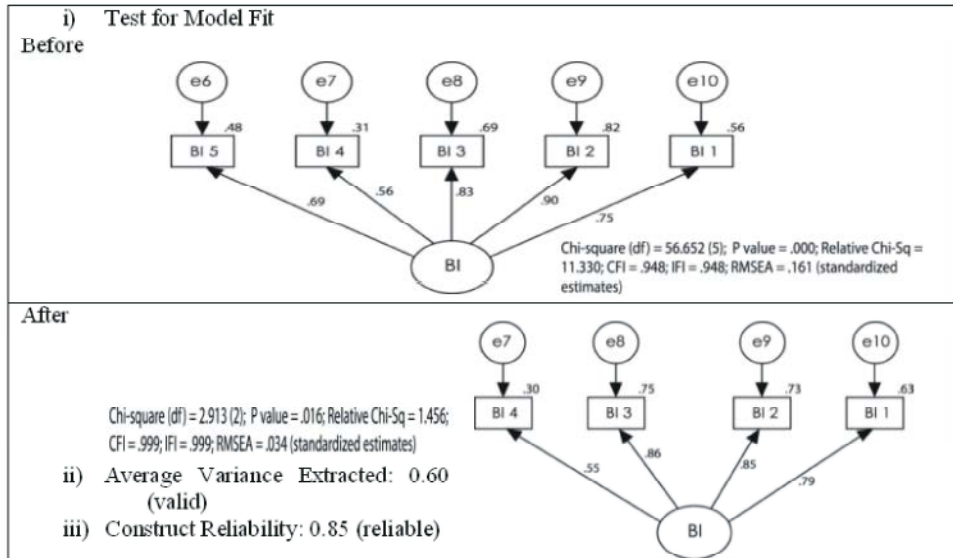 i) Test for Model Fit
Before
e6 e7 e8 e9 e10
.48 .31 .69 .82 .56
BI 5 BI 4 BI 3 BI 2 BI 1
.69 .56 .83 .90 .75
BI
Chi-square (df) = 56.652 (5); P value = .000; Relative Chi-Sq =
11.330; CFI = .948; IFI = .948; RMSEA = .161 (standardized
estimates)
After
e7 e8 e9 e10
.30 .75 .73 .63
BI 4 BI 3 BI 2 BI 1
.55 .86 .85 .79
BI
Chi-square (df) = 2.913 (2); P value = .016; Relative Chi-Sq = 1.456;
CFI = .999; IFI = .999; RMSEA = .034 (standardized estimates)
ii) Average Variance Extracted: 0.60
(valid)
iii) Construct Reliability: 0.85 (reliable)